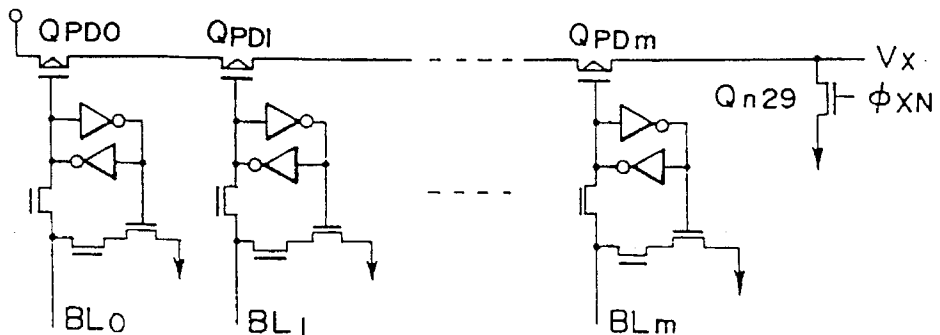 QPD0
QPD1
QPDm
VX
Qn29
ϕXN
BL0
BL1
BLm